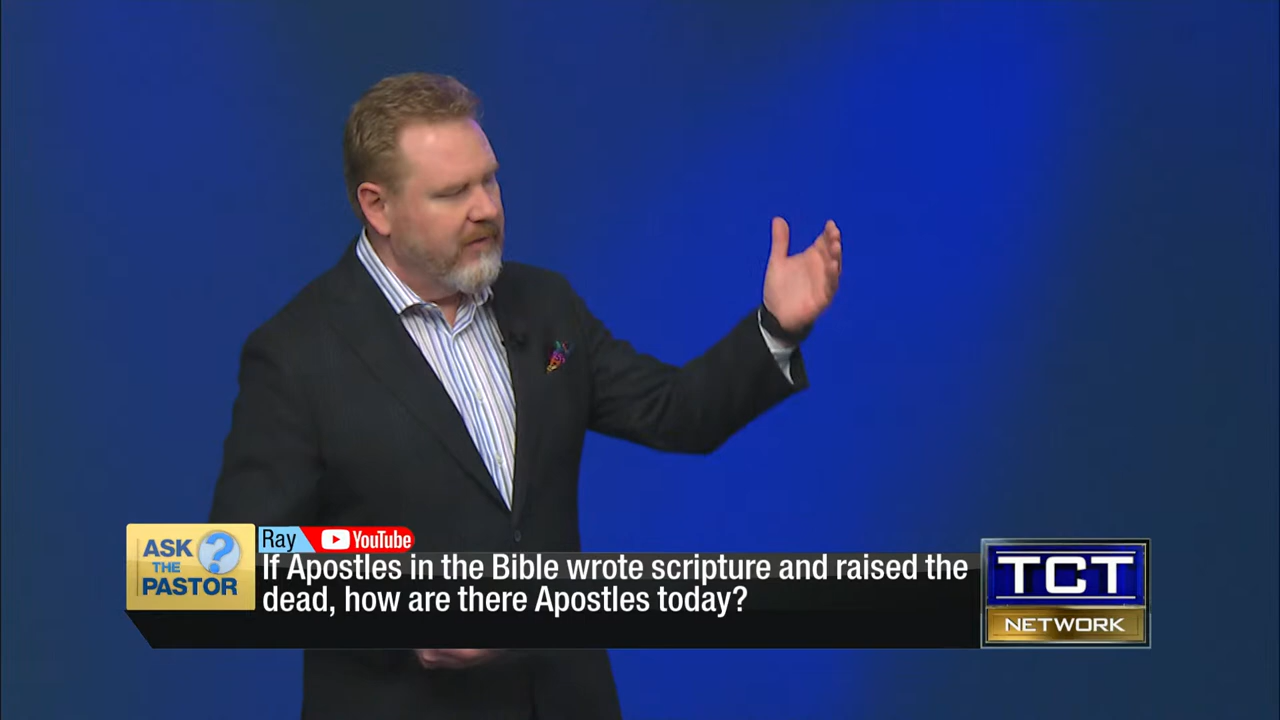 ASK
THE
PASTOR
?
Ray
YouTube
If Apostles in the Bible wrote scripture and raised the
dead, how are there Apostles today?
TCT
NETWORK